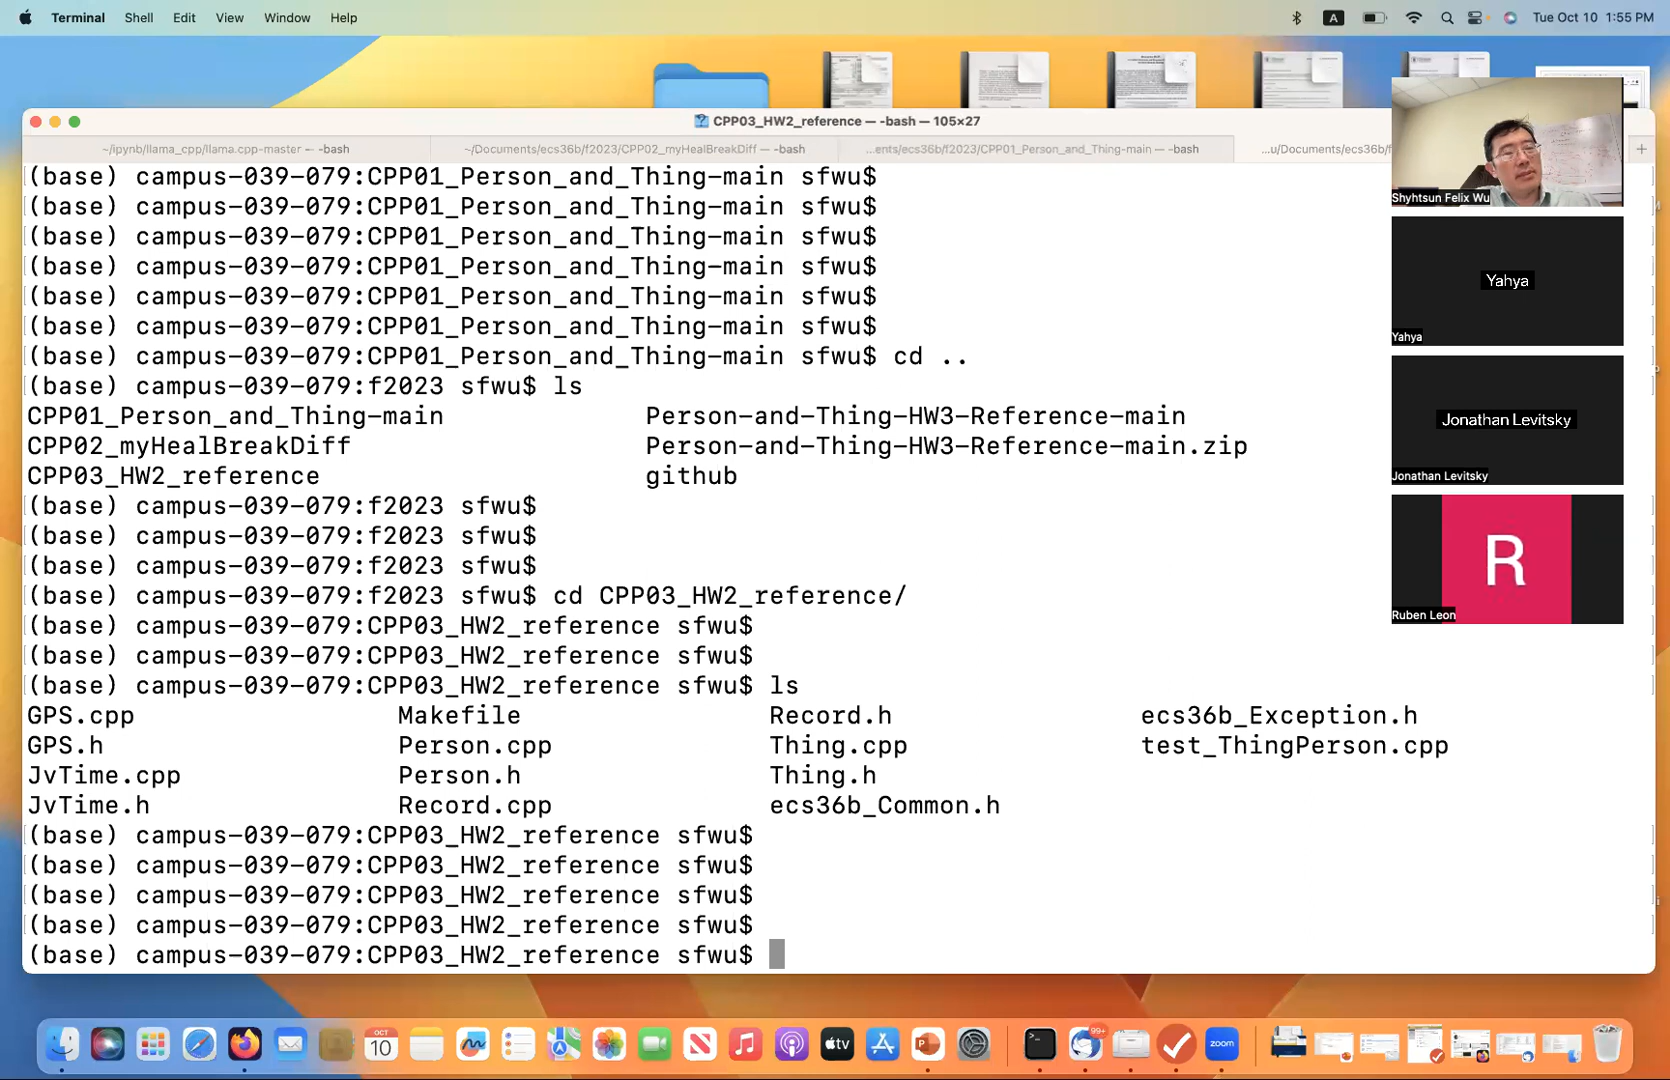 Terminal Shell Edit View Window Help A Tue Oct 10 1:55 PM
CPP03_HW2_reference — -bash — 105×27
~/ipynb/llama_cpp/llama.cpp-master — -bash ~/Documents/ecs36b/f2023/CPP02_myHealBreakDiff — -bash ...ents/ecs36b/f2023/CPP01_Person_and_Thing-main — -bash ...u/Documents/ecs36b/f
(base) campus-039-079:CPP01_Person_and_Thing-main sfwu$
(base) campus-039-079:CPP01_Person_and_Thing-main sfwu$
(base) campus-039-079:CPP01_Person_and_Thing-main sfwu$
(base) campus-039-079:CPP01_Person_and_Thing-main sfwu$
(base) campus-039-079:CPP01_Person_and_Thing-main sfwu$
(base) campus-039-079:CPP01_Person_and_Thing-main sfwu$
(base) campus-039-079:CPP01_Person_and_Thing-main sfwu$ cd ..
(base) campus-039-079:f2023 sfwu$ ls
CPP01_Person_and_Thing-main Person-and-Thing-HW3-Reference-main
CPP02_myHealBreakDiff Person-and-Thing-HW3-Reference-main.zip
CPP03_HW2_reference github
(base) campus-039-079:f2023 sfwu$
(base) campus-039-079:f2023 sfwu$
(base) campus-039-079:f2023 sfwu$
(base) campus-039-079:f2023 sfwu$ cd CPP03_HW2_reference/
(base) campus-039-079:CPP03_HW2_reference sfwu$
(base) campus-039-079:CPP03_HW2_reference sfwu$
(base) campus-039-079:CPP03_HW2_reference sfwu$ ls
GPS.cpp Makefile Record.h ecs36b_Exception.h
GPS.h Person.cpp Thing.cpp test_ThingPerson.cpp
JvTime.cpp Person.h Thing.h
JvTime.h Record.cpp ecs36b_Common.h
(base) campus-039-079:CPP03_HW2_reference sfwu$
(base) campus-039-079:CPP03_HW2_reference sfwu$
(base) campus-039-079:CPP03_HW2_reference sfwu$
(base) campus-039-079:CPP03_HW2_reference sfwu$
(base) campus-039-079:CPP03_HW2_reference sfwu$
Shyhtsun Felix Wu
Yahya
Yahya
Jonathan Levitsky
Jonathan Levitsky
R
Ruben Leon
OCT
10
tv
99+
zoom